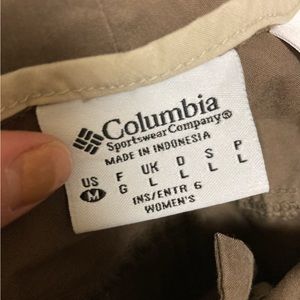 Columbia
Sportswear Company®
MADE IN INDONESIA
US F UK D S P
M G L L L L
INS/ENTR 6
WOMEN'S